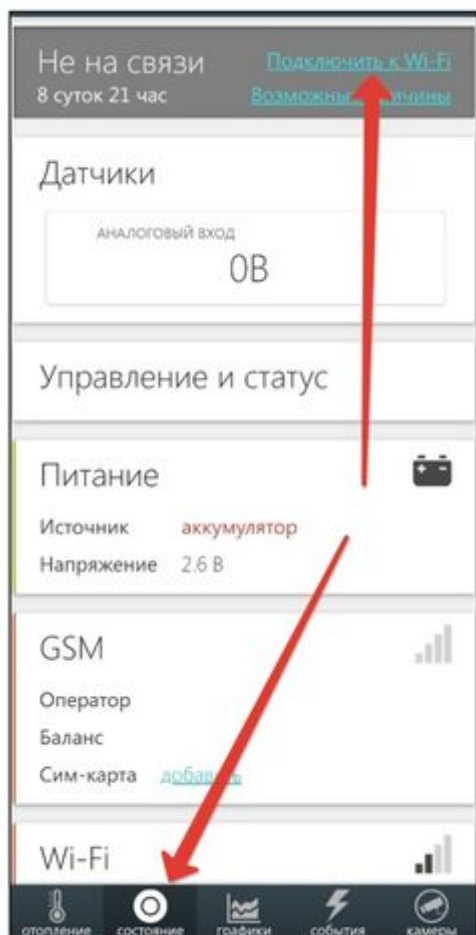 Не на связи
Подключить к Wi-Fi
8 суток 21 час
Датчики
АНАЛОГОВЫЙ ВХОД
0В
Управление и статус
Питание
Источник аккумулятор
Напряжение 2.6 В
GSM
Оператор
Баланс
Сим-карта добавить
Wi-Fi
отопление состояние графики события камеры